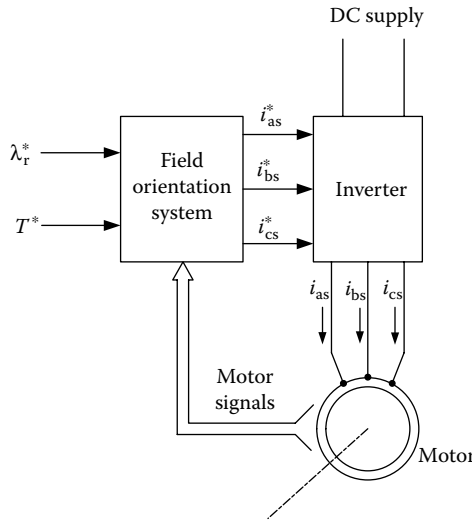 DC supply
i*as
i*bs
i*cs
λ*r
T*
Field
orientation
system
Inverter
ias
ibs
ics
Motor
signals
Motor